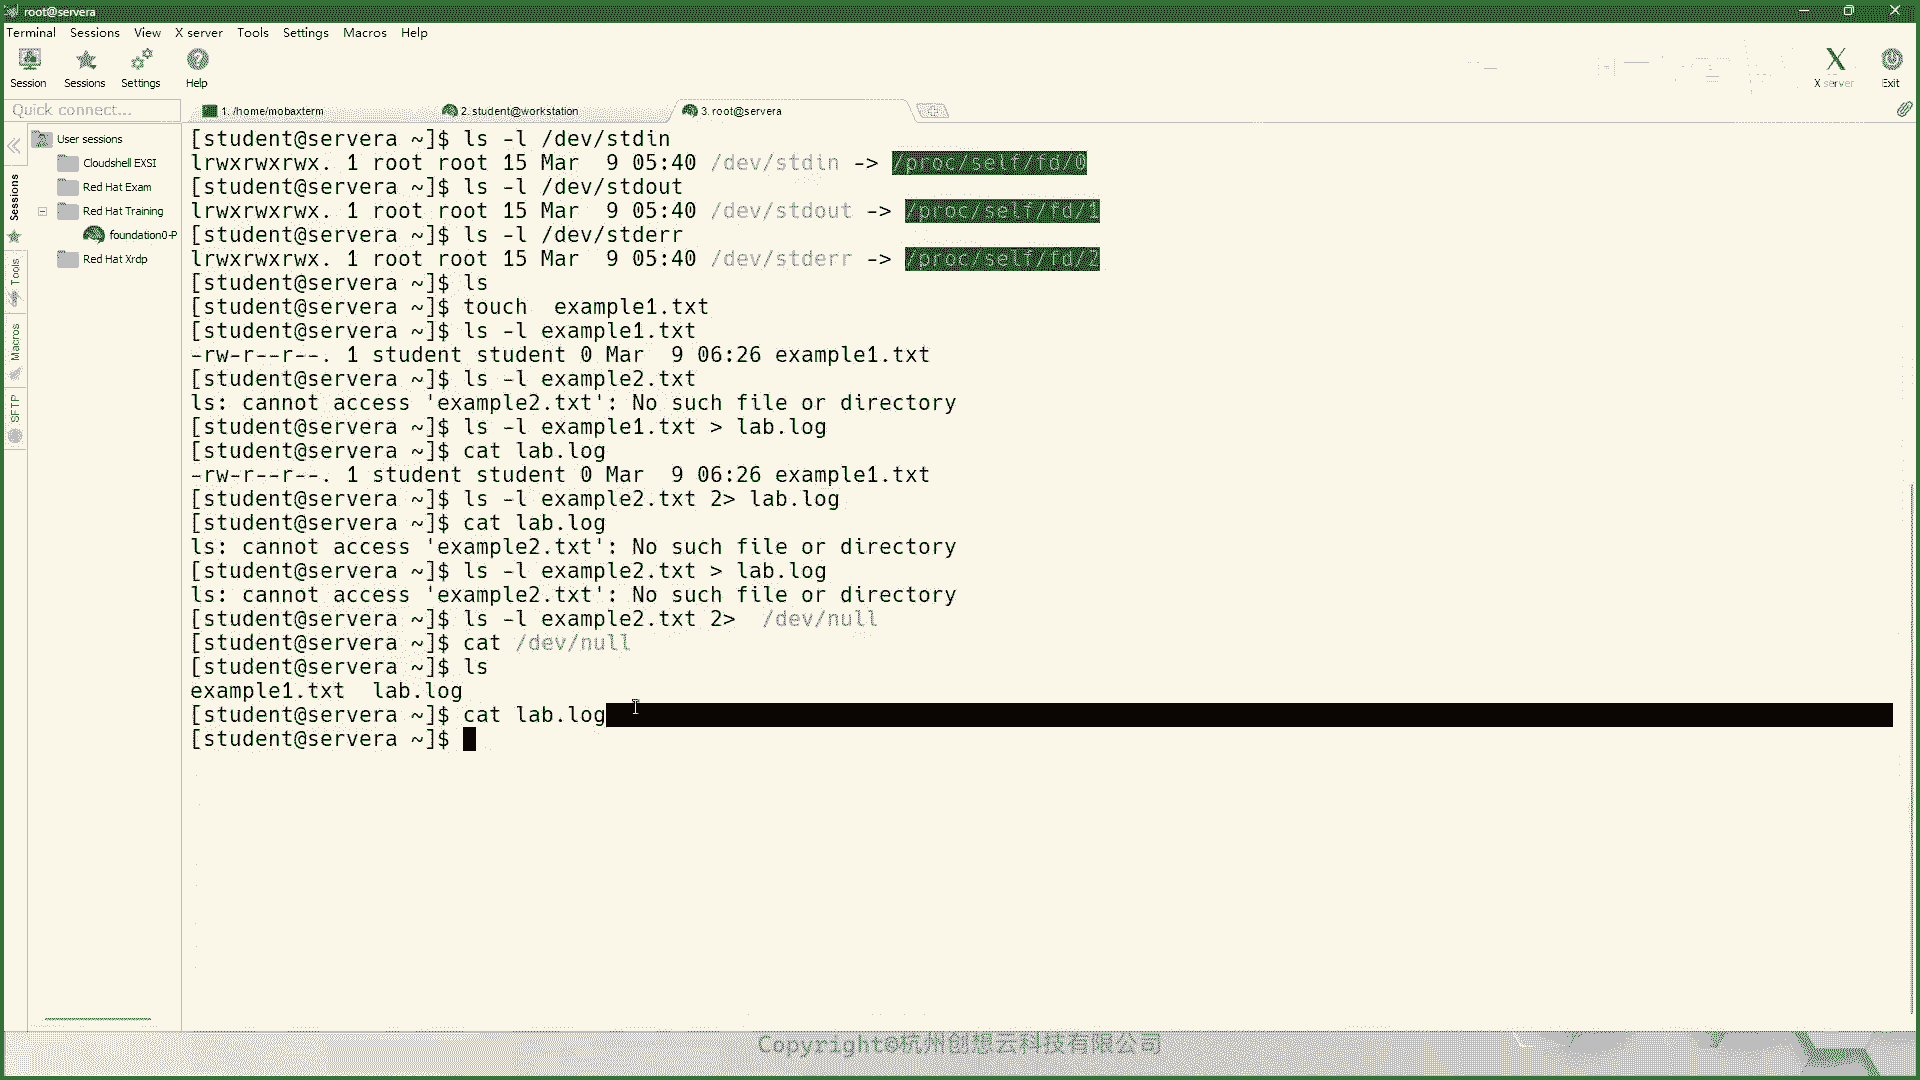 root@servera
Terminal Sessions View X server Tools Settings Macros Help
Session Sessions Settings Help X server Exit
Quick connect...
1. /home/mobaxterm
2. student@workstation
3. root@servera
User sessions
Cloudshell EXSI
Red Hat Exam
Red Hat Training
foundation0-P
Red Hat Xrdp
Sessions
Tools
Macros
SFTP
[student@servera ~]$ ls -l /dev/stdin
lrwxrwxrwx. 1 root root 15 Mar  9 05:40 /dev/stdin -> /proc/self/fd/0
[student@servera ~]$ ls -l /dev/stdout
lrwxrwxrwx. 1 root root 15 Mar  9 05:40 /dev/stdout -> /proc/self/fd/1
[student@servera ~]$ ls -l /dev/stderr
lrwxrwxrwx. 1 root root 15 Mar  9 05:40 /dev/stderr -> /proc/self/fd/2
[student@servera ~]$ ls
[student@servera ~]$ touch  example1.txt
[student@servera ~]$ ls -l example1.txt
-rw-r--r--. 1 student student 0 Mar  9 06:26 example1.txt
[student@servera ~]$ ls -l example2.txt
ls: cannot access 'example2.txt': No such file or directory
[student@servera ~]$ ls -l example1.txt > lab.log
[student@servera ~]$ cat lab.log
-rw-r--r--. 1 student student 0 Mar  9 06:26 example1.txt
[student@servera ~]$ ls -l example2.txt 2> lab.log
[student@servera ~]$ cat lab.log
ls: cannot access 'example2.txt': No such file or directory
[student@servera ~]$ ls -l example2.txt > lab.log
ls: cannot access 'example2.txt': No such file or directory
[student@servera ~]$ ls -l example2.txt 2>  /dev/null
[student@servera ~]$ cat /dev/null
[student@servera ~]$ ls
example1.txt  lab.log
[student@servera ~]$ cat lab.log
[student@servera ~]$
Copyright©杭州创想云科技有限公司